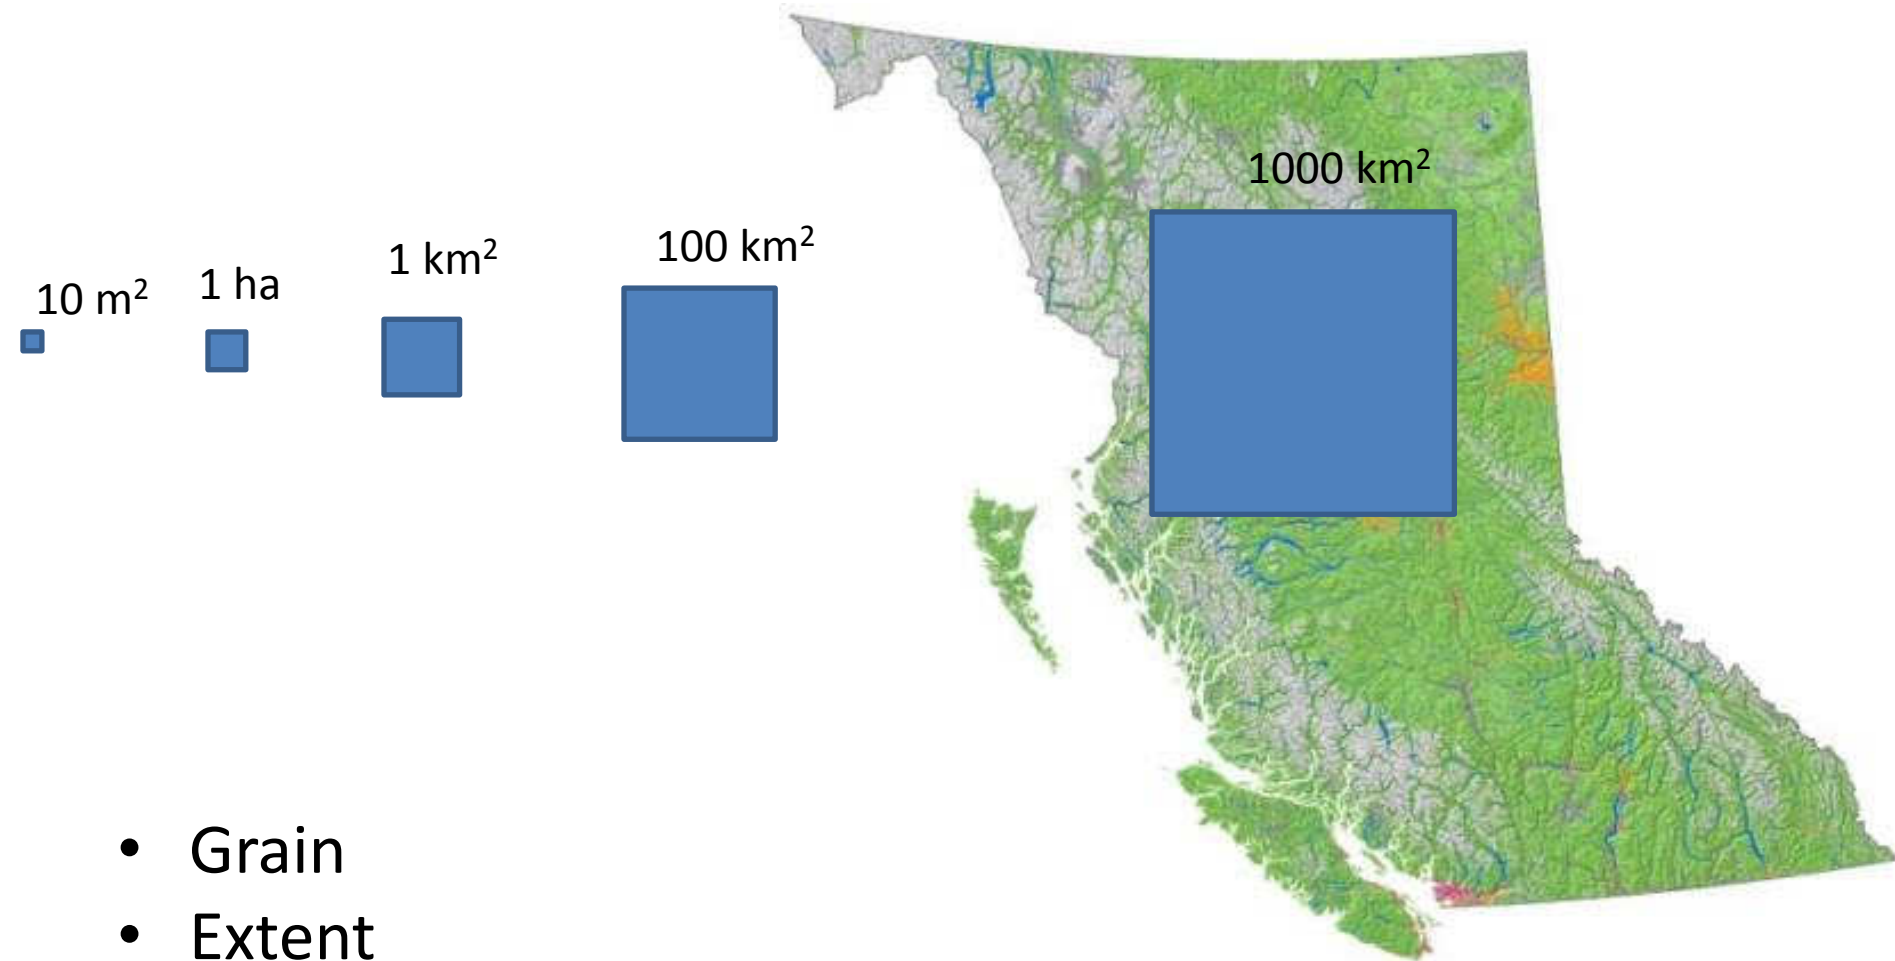 10 m²
1 ha
1 km²
100 km²
1000 km²
• Grain
• Extent